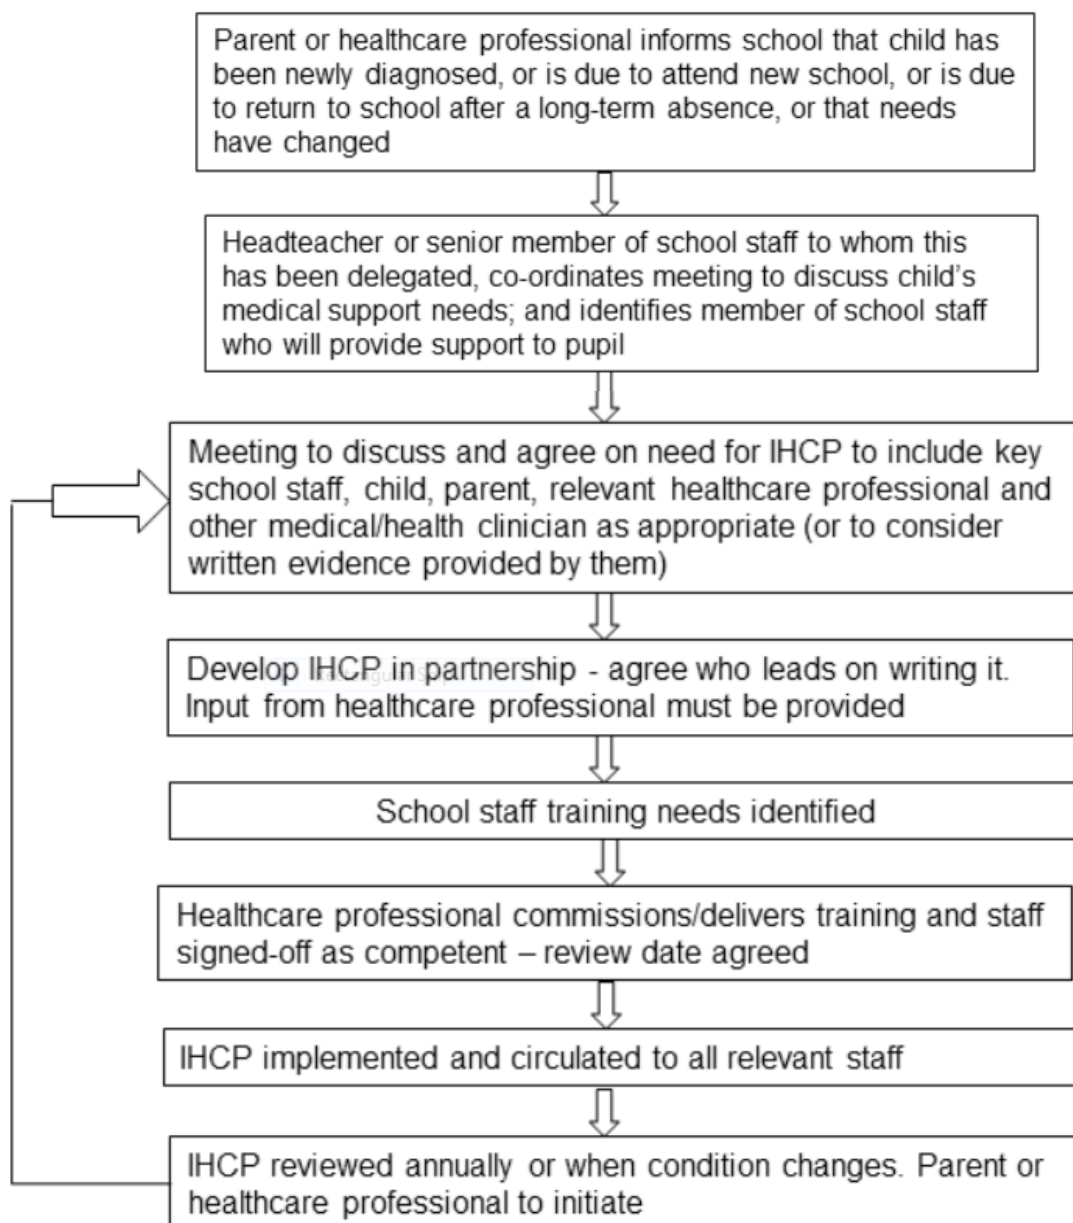 Parent or healthcare professional informs school that child has
been newly diagnosed, or is due to attend new school, or is due
to return to school after a long-term absence, or that needs
have changed
Headteacher or senior member of school staff to whom this
has been delegated, co-ordinates meeting to discuss child’s
medical support needs; and identifies member of school staff
who will provide support to pupil
Meeting to discuss and agree on need for IHCP to include key
school staff, child, parent, relevant healthcare professional and
other medical/health clinician as appropriate (or to consider
written evidence provided by them)
Develop IHCP in partnership - agree who leads on writing it.
Input from healthcare professional must be provided
School staff training needs identified
Healthcare professional commissions/delivers training and staff
signed-off as competent – review date agreed
IHCP implemented and circulated to all relevant staff
IHCP reviewed annually or when condition changes. Parent or
healthcare professional to initiate